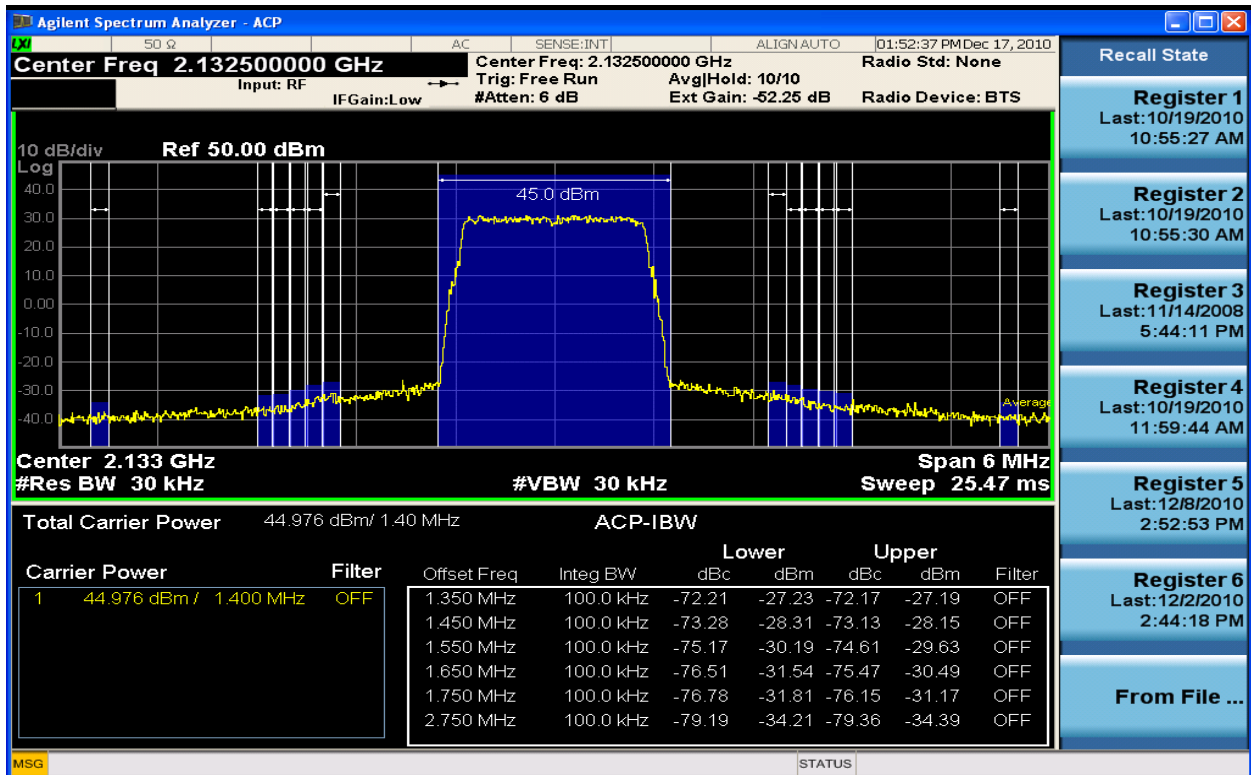 Agilent Spectrum Analyzer - ACP
LXI 50 Ω AC SENSE:INT ALIGN AUTO 01:52:37 PM Dec 17, 2010
Center Freq 2.132500000 GHz
Input: RF
IFGain:Low
Center Freq: 2.132500000 GHz
Trig: Free Run Avg|Hold: 10/10
#Atten: 6 dB Ext Gain: -52.25 dB
Radio Std: None
Radio Device: BTS
10 dB/div Ref 50.00 dBm
Log
40.0
30.0
20.0
10.0
0.00
-10.0
-20.0
-30.0
-40.0
45.0 dBm
Average
Center 2.133 GHz Span 6 MHz
#Res BW 30 kHz #VBW 30 kHz Sweep 25.47 ms
Total Carrier Power 44.976 dBm/ 1.40 MHz ACP-IBW
Lower Upper
Carrier Power Filter
1 44.976 dBm / 1.400 MHz OFF
Offset Freq Integ BW dBc dBm dBc dBm Filter
1.350 MHz 100.0 kHz -72.21 -27.23 -72.17 -27.19 OFF
1.450 MHz 100.0 kHz -73.28 -28.31 -73.13 -28.15 OFF
1.550 MHz 100.0 kHz -75.17 -30.19 -74.61 -29.63 OFF
1.650 MHz 100.0 kHz -76.51 -31.54 -75.47 -30.49 OFF
1.750 MHz 100.0 kHz -76.78 -31.81 -76.15 -31.17 OFF
2.750 MHz 100.0 kHz -79.19 -34.21 -79.36 -34.39 OFF
MSG STATUS
Recall State
Register 1
Last:10/19/2010
10:55:27 AM
Register 2
Last:10/19/2010
10:55:30 AM
Register 3
Last:11/14/2008
5:44:11 PM
Register 4
Last:10/19/2010
11:59:44 AM
Register 5
Last:12/8/2010
2:52:53 PM
Register 6
Last:12/2/2010
2:44:18 PM
From File ...